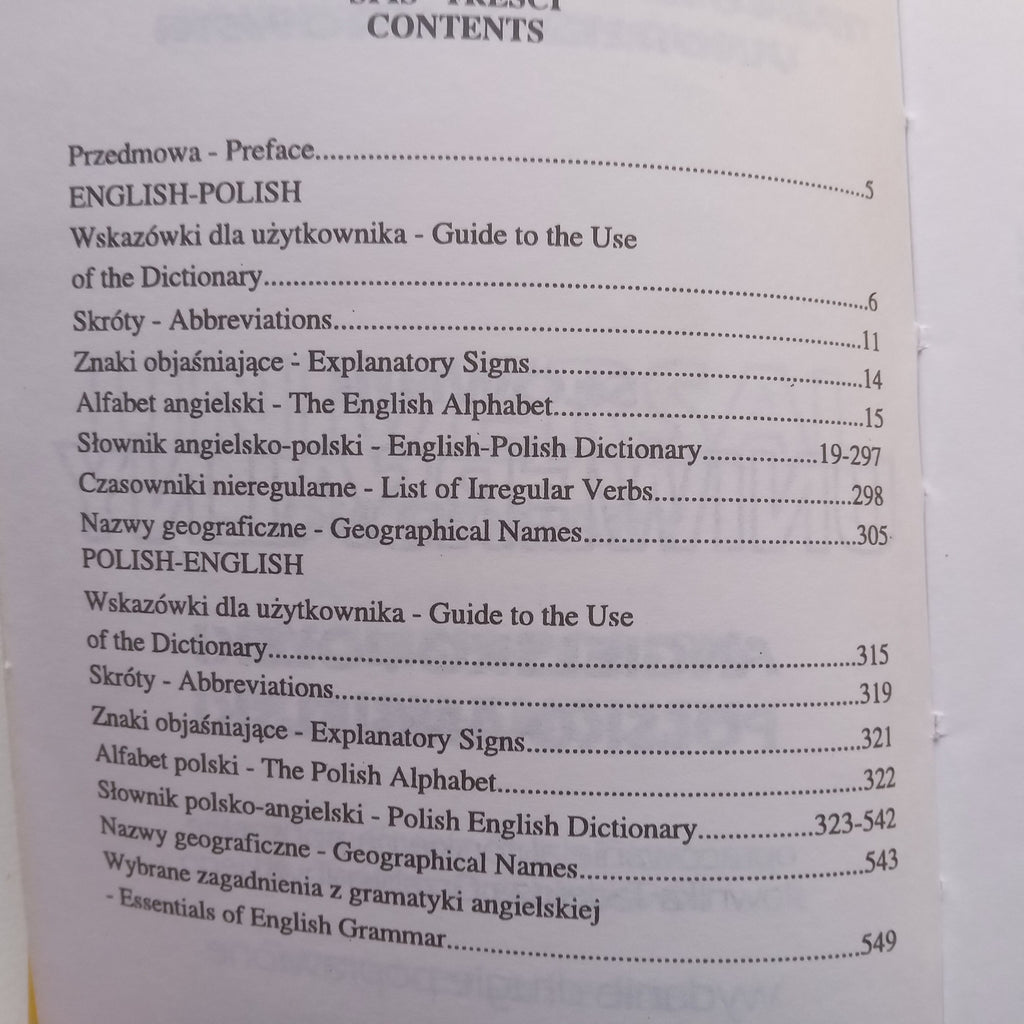 SPIS TREŚCI
CONTENTS
Przedmowa - Preface..........5
ENGLISH-POLISH
Wskazówki dla użytkownika - Guide to the Use
of the Dictionary..........6
Skróty - Abbreviations..........11
Znaki objaśniające - Explanatory Signs..........14
Alfabet angielski - The English Alphabet..........15
Słownik angielsko-polski - English-Polish Dictionary..........19-297
Czasowniki nieregularne - List of Irregular Verbs..........298
Nazwy geograficzne - Geographical Names..........305
POLISH-ENGLISH
Wskazówki dla użytkownika - Guide to the Use
of the Dictionary..........315
Skróty - Abbreviations..........319
Znaki objaśniające - Explanatory Signs..........321
Alfabet polski - The Polish Alphabet..........322
Słownik polsko-angielski - Polish English Dictionary..........323-542
Nazwy geograficzne - Geographical Names..........543
Wybrane zagadnienia z gramatyki angielskiej
- Essentials of English Grammar..........549